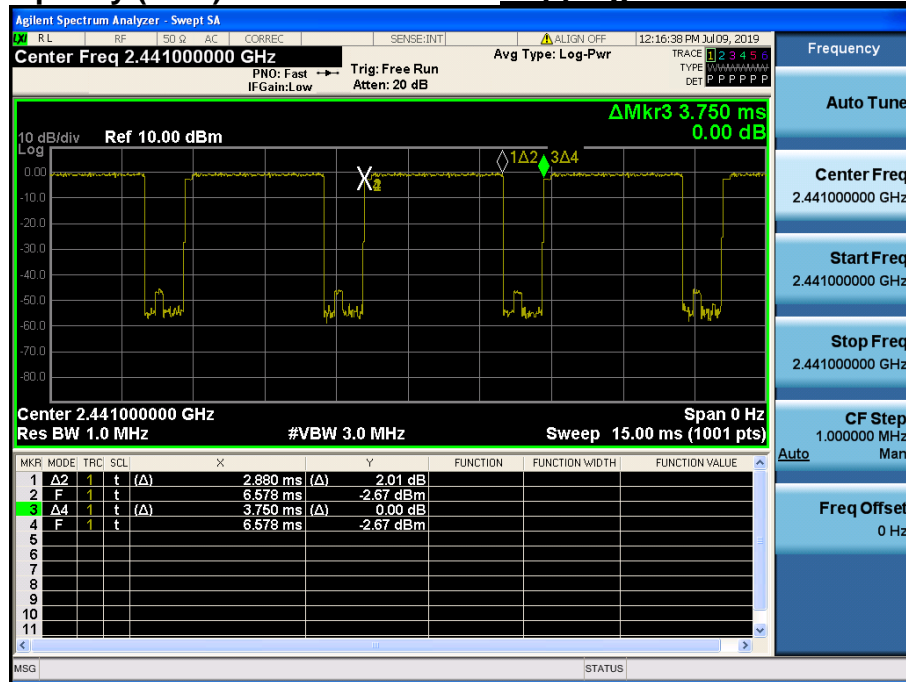 Agilent Spectrum Analyzer - Swept SA
LXI RL RF 50 Ω AC CORREC SENSE:INT ALIGN OFF 12:16:38 PM Jul 09, 2019
Center Freq 2.441000000 GHz
PNO: Fast
IFGain:Low
Trig: Free Run
Atten: 20 dB
Avg Type: Log-Pwr
TRACE 1 2 3 4 5 6
TYPE WWWWWW
DET P P P P P P
ΔMkr3 3.750 ms
0.00 dB
10 dB/div Ref 10.00 dBm
Log
0.00
-10.0
-20.0
-30.0
-40.0
-50.0
-60.0
-70.0
-80.0
1Δ2 3Δ4
X2
Center 2.441000000 GHz Span 0 Hz
Res BW 1.0 MHz #VBW 3.0 MHz Sweep 15.00 ms (1001 pts)
MKR MODE TRC SCL X Y FUNCTION FUNCTION WIDTH FUNCTION VALUE
1 Δ2 1 t (Δ) 2.880 ms (Δ) 2.01 dB
2 F 1 t 6.578 ms -2.67 dBm
3 Δ4 1 t (Δ) 3.750 ms (Δ) 0.00 dB
4 F 1 t 6.578 ms -2.67 dBm
5
6
7
8
9
10
11
MSG STATUS
Frequency
Auto Tune
Center Freq
2.441000000 GHz
Start Freq
2.441000000 GHz
Stop Freq
2.441000000 GHz
CF Step
1.000000 MHz
Auto Man
Freq Offset
0 Hz